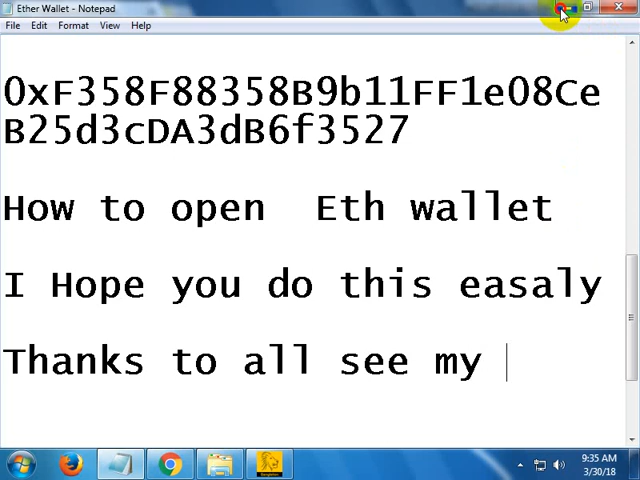 Ether Wallet - Notepad
File Edit Format View Help
0xF358F88358B9b11FF1e08Ce
B25d3cDA3dB6f3527
How to open  Eth wallet
I Hope you do this easaly
Thanks to all see my
9:35 AM
3/30/18